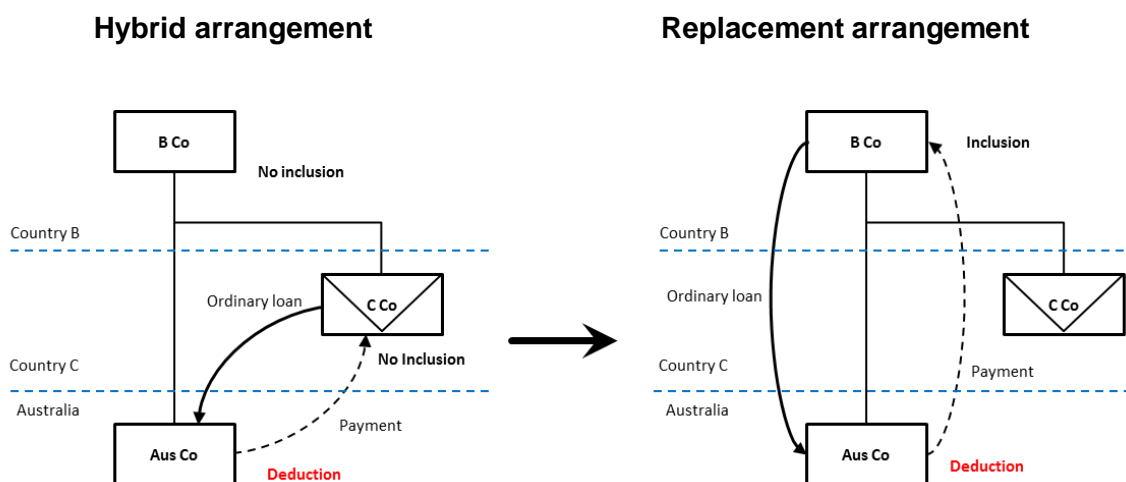 Hybrid arrangement
B Co
No inclusion
Country B
Ordinary loan
C Co
No Inclusion
Country C
Australia
Payment
Aus Co
Deduction
Replacement arrangement
B Co
Inclusion
Country B
Ordinary loan
C Co
Country C
Payment
Australia
Aus Co
Deduction